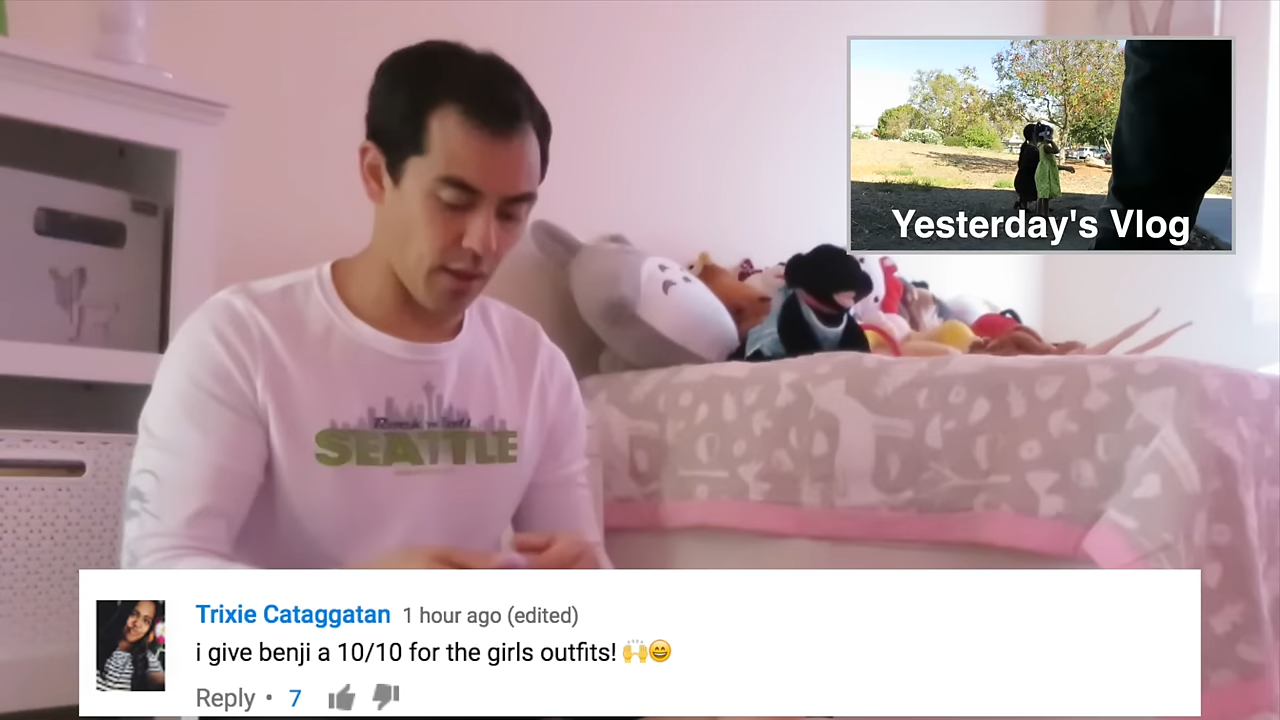 Yesterday's Vlog
SEATTLE
Trixie Cataggatan 1 hour ago (edited)
i give benji a 10/10 for the girls outfits! 🙌😄
Reply • 7